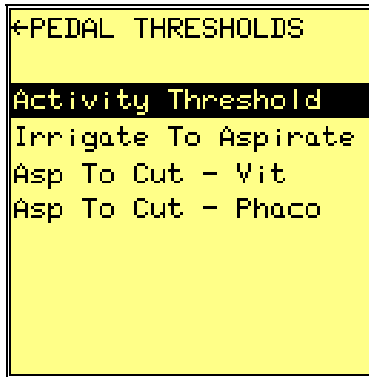 ←PEDAL THRESHOLDS
Activity Threshold
Irrigate To Aspirate
Asp To Cut - Vit
Asp To Cut - Phaco